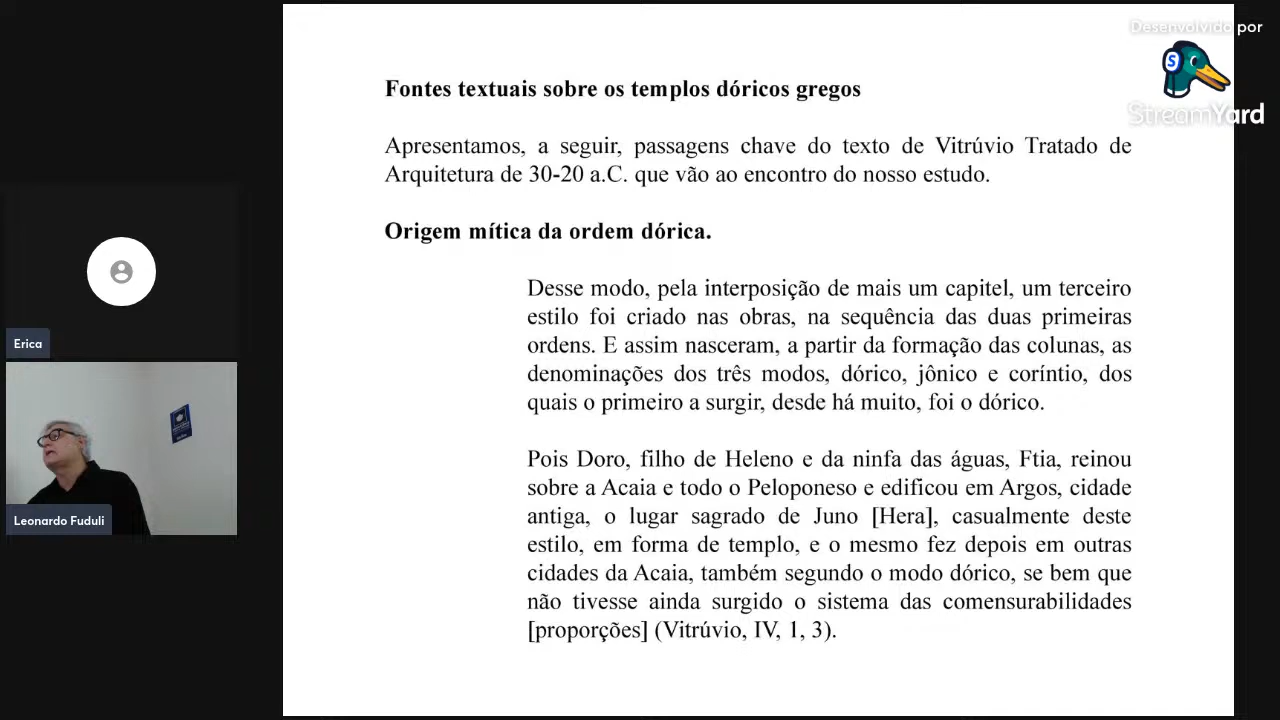 Desenvolvido por
S
StreamYard
Fontes textuais sobre os templos dóricos gregos
Apresentamos, a seguir, passagens chave do texto de Vitrúvio Tratado de
Arquitetura de 30-20 a.C. que vão ao encontro do nosso estudo.
Origem mítica da ordem dórica.
Desse modo, pela interposição de mais um capitel, um terceiro
estilo foi criado nas obras, na sequência das duas primeiras
ordens. E assim nasceram, a partir da formação das colunas, as
denominações dos três modos, dórico, jônico e coríntio, dos
quais o primeiro a surgir, desde há muito, foi o dórico.
Pois Doro, filho de Heleno e da ninfa das águas, Ftia, reinou
sobre a Acaia e todo o Peloponeso e edificou em Argos, cidade
antiga, o lugar sagrado de Juno [Hera], casualmente deste
estilo, em forma de templo, e o mesmo fez depois em outras
cidades da Acaia, também segundo o modo dórico, se bem que
não tivesse ainda surgido o sistema das comensurabilidades
[proporções] (Vitrúvio, IV, 1, 3).
Erica
Leonardo Fuduli